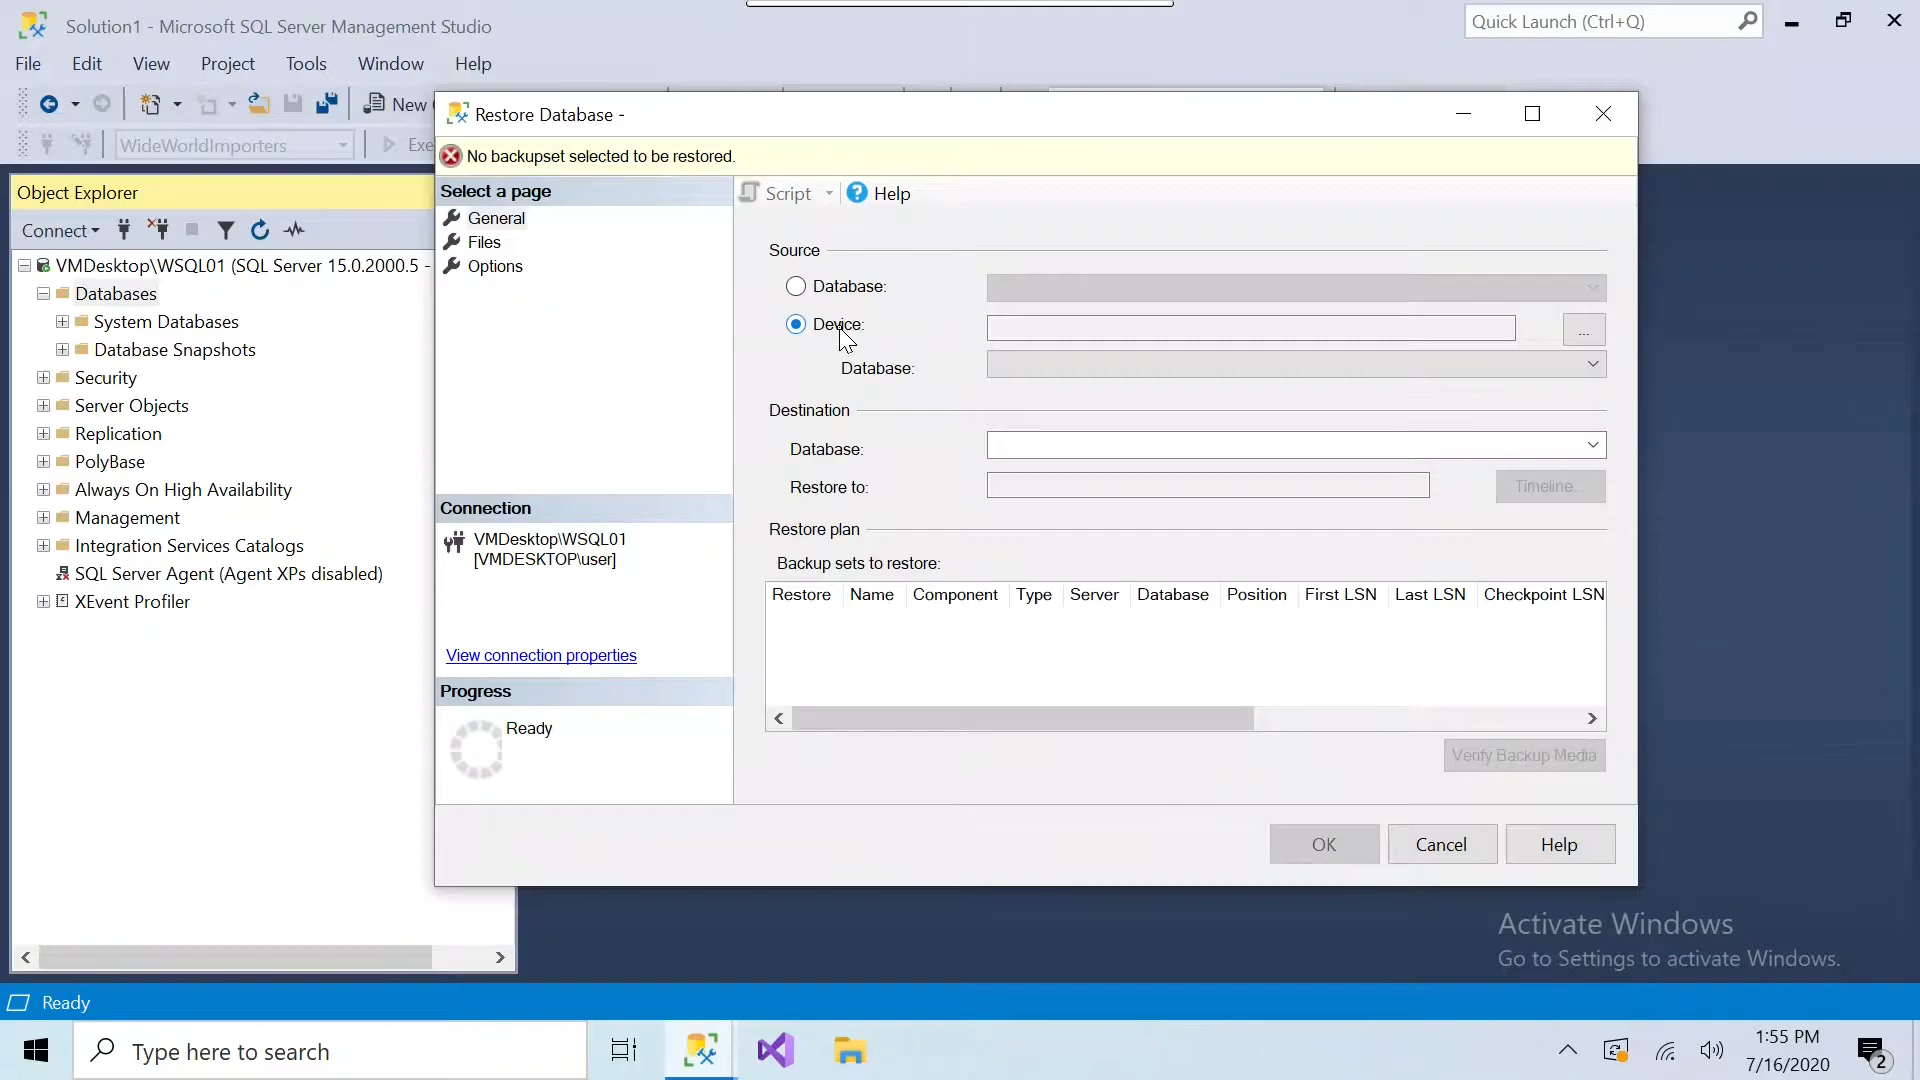 Solution1 - Microsoft SQL Server Management Studio
Quick Launch (Ctrl+Q)
File Edit View Project Tools Window Help
New
WideWorldImporters
Exe
Restore Database -
No backupset selected to be restored.
Object Explorer
Connect
VMDesktop\WSQL01 (SQL Server 15.0.2000.5 -
Databases
System Databases
Database Snapshots
Security
Server Objects
Replication
PolyBase
Always On High Availability
Management
Integration Services Catalogs
SQL Server Agent (Agent XPs disabled)
XEvent Profiler
Select a page
General
Files
Options
Connection
VMDesktop\WSQL01
[VMDESKTOP\user]
View connection properties
Progress
Ready
Script Help
Source
Database:
Device:
...
Database:
Destination
Database:
Restore to:
Timeline...
Restore plan
Backup sets to restore:
Restore Name Component Type Server Database Position First LSN Last LSN Checkpoint LSN
Verify Backup Media
OK Cancel Help
Activate Windows
Go to Settings to activate Windows.
Ready
Type here to search
1:55 PM
7/16/2020
2